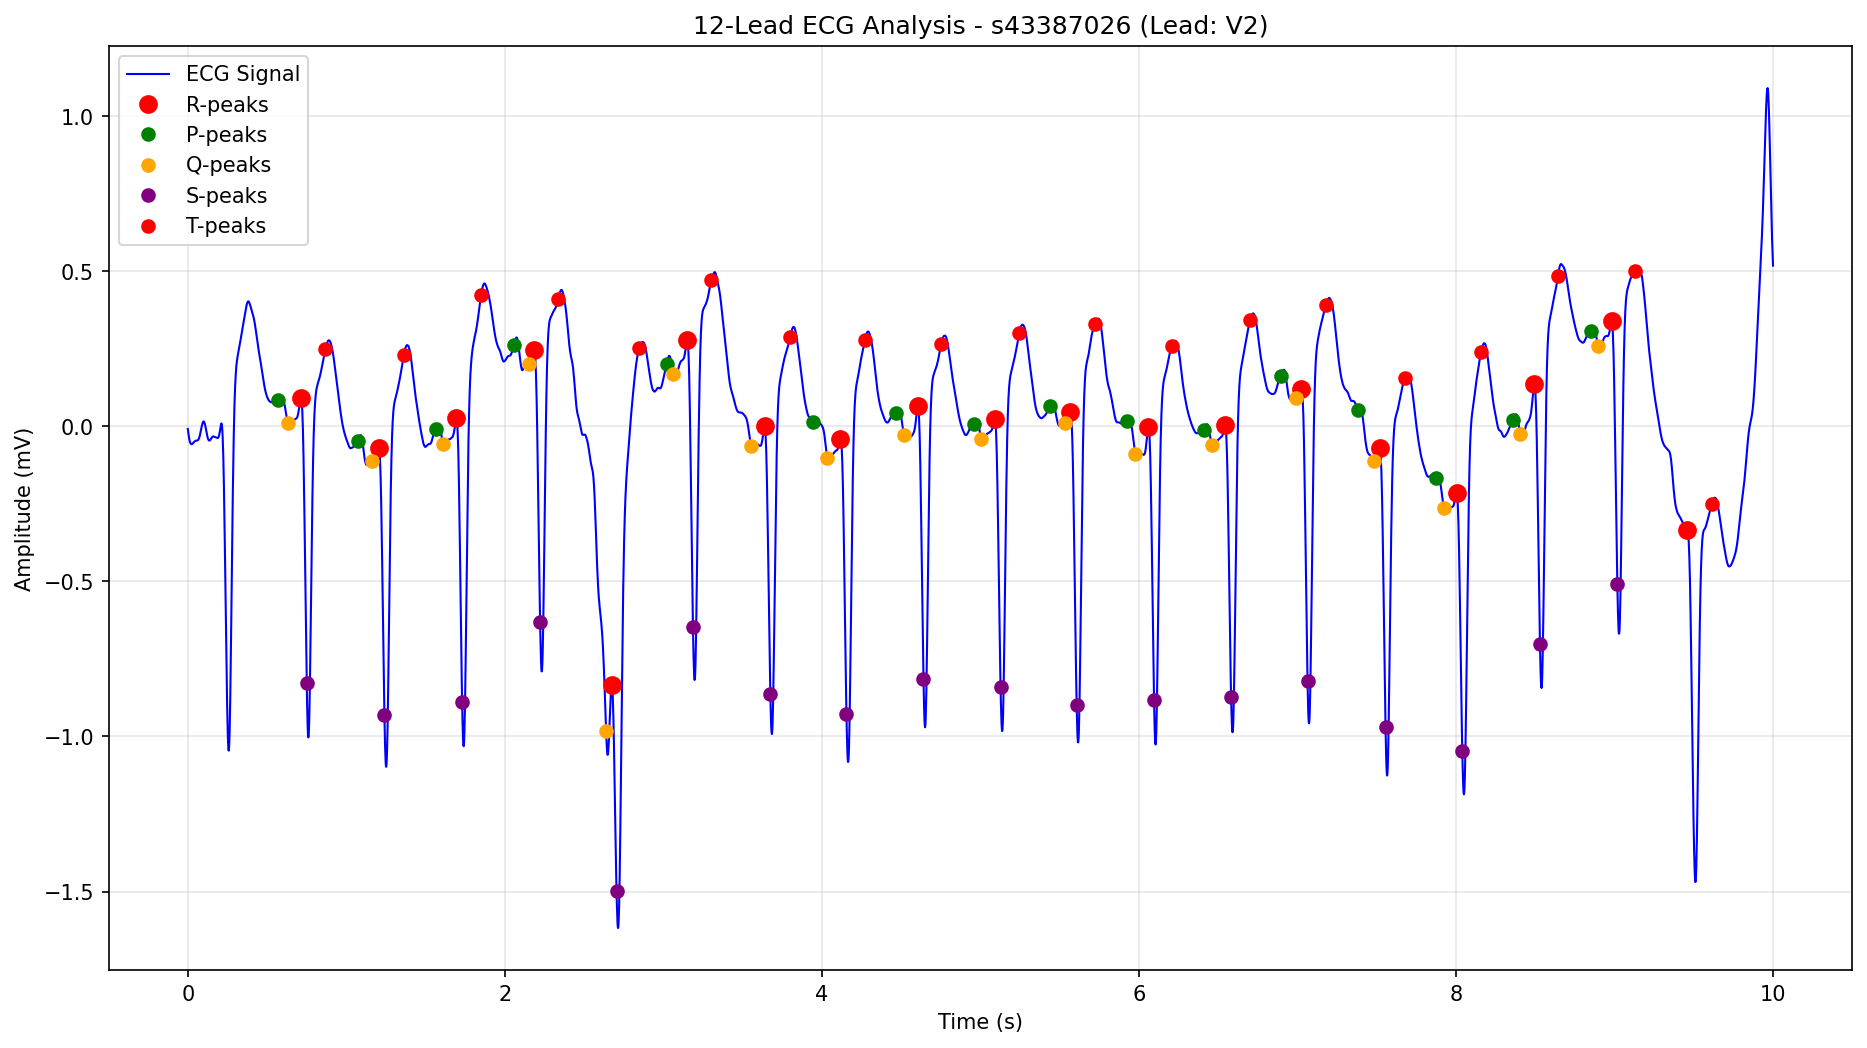 12-Lead ECG Analysis - s43387026 (Lead: V2)
ECG Signal
R-peaks
P-peaks
Q-peaks
S-peaks
T-peaks
1.0
0.5
0.0
−0.5
−1.0
−1.5
Amplitude (mV)
0 2 4 6 8 10
Time (s)